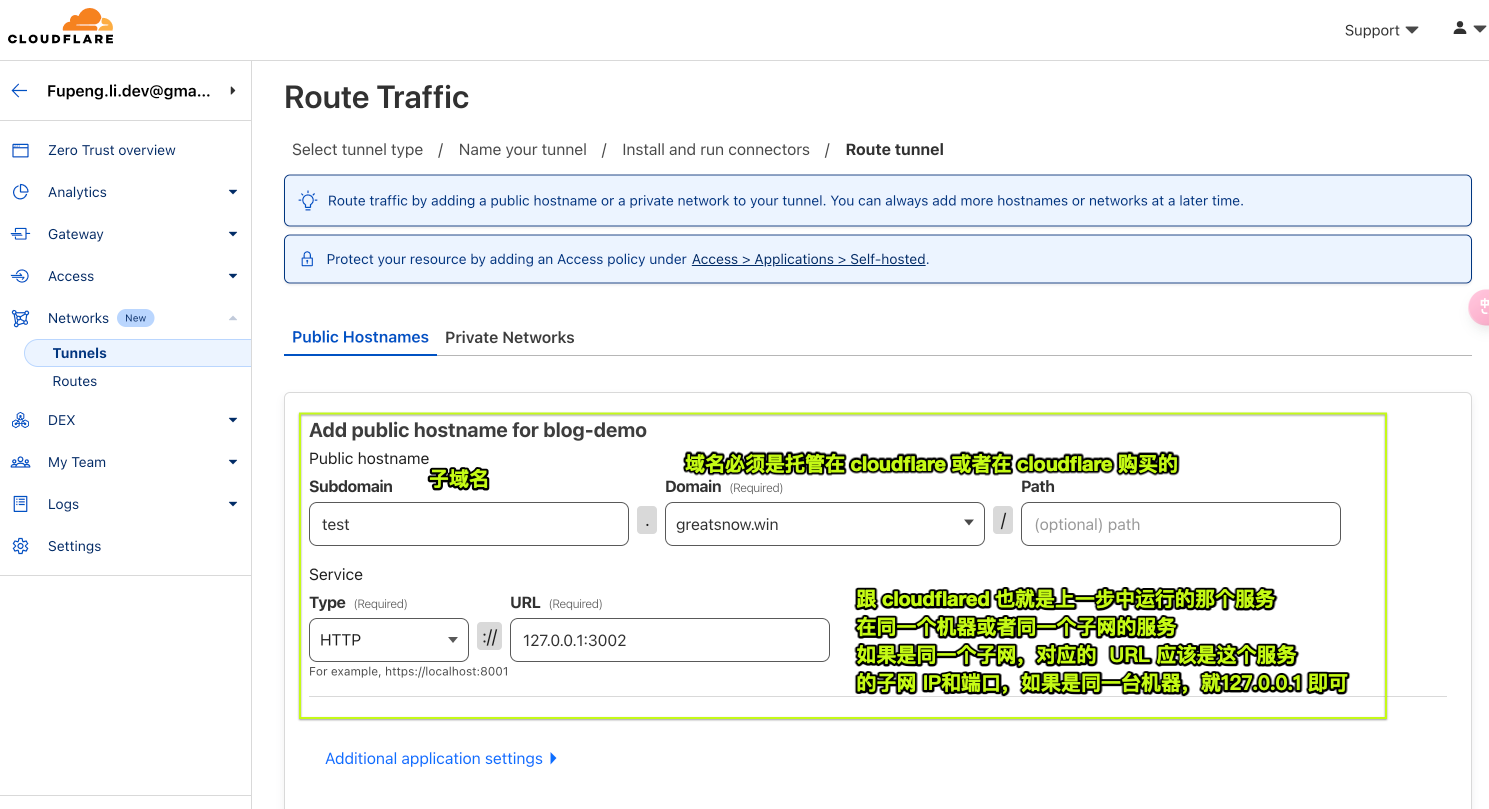 CLOUDFLARE
Support
Fupeng.li.dev@gma...
Zero Trust overview
Analytics
Gateway
Access
Networks New
Tunnels
Routes
DEX
My Team
Logs
Settings
Route Traffic
Select tunnel type / Name your tunnel / Install and run connectors / Route tunnel
Route traffic by adding a public hostname or a private network to your tunnel. You can always add more hostnames or networks at a later time.
Protect your resource by adding an Access policy under Access > Applications > Self-hosted.
Public Hostnames Private Networks
Add public hostname for blog-demo
Public hostname
子域名
域名必须是托管在 cloudflare 或者在 cloudflare 购买的
Subdomain Domain (Required) Path
test . greatsnow.win / (optional) path
Service
Type (Required) URL (Required)
HTTP :// 127.0.0.1:3002
For example, https://localhost:8001
跟 cloudflared 也就是上一步中运行的那个服务
在同一个机器或者同一个子网的服务
如果是同一个子网，对应的 URL 应该是这个服务
的子网 IP和端口，如果是同一台机器，就127.0.0.1 即可
Additional application settings